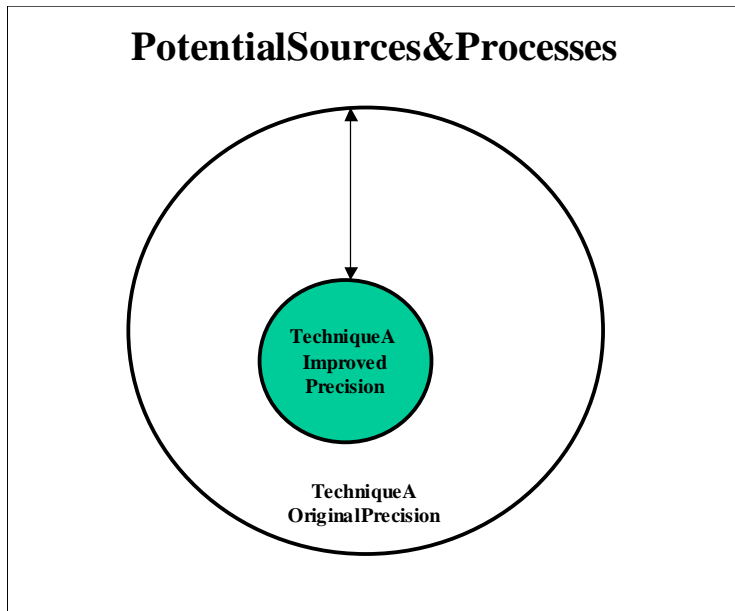 PotentialSources&Processes
TechniqueA
Improved
Precision
TechniqueA
OriginalPrecision